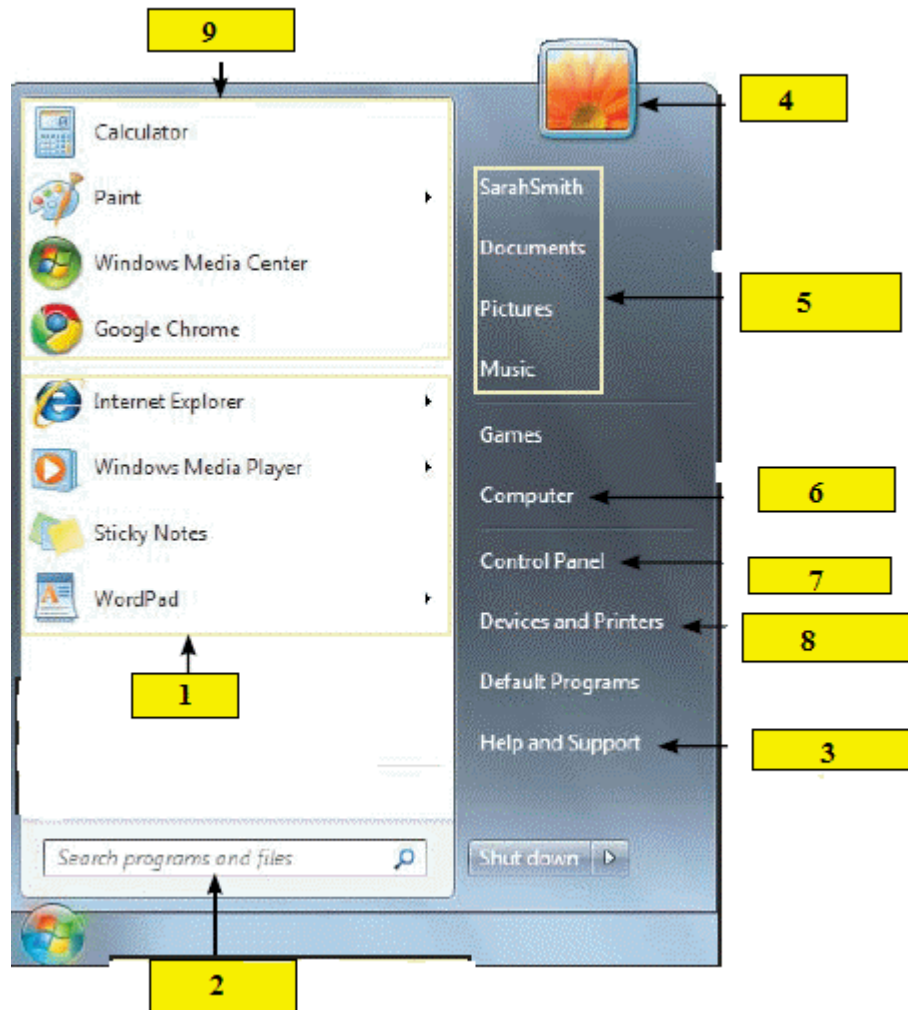 9
4
Calculator
Paint
Windows Media Center
Google Chrome
Internet Explorer
Windows Media Player
Sticky Notes
WordPad
1
Search programs and files
2
SarahSmith
Documents
Pictures
Music
5
Games
Computer
6
Control Panel
7
Devices and Printers
8
Default Programs
Help and Support
3
Shut down